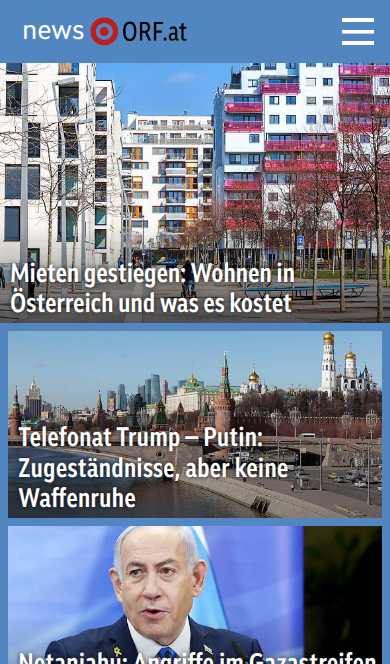 news ORF.at
Mieten gestiegen: Wohnen in
Österreich und was es kostet
Telefonat Trump – Putin:
Zugeständnisse, aber keine
Waffenruhe
Netanjahu: Angriffe im Gazastreifen